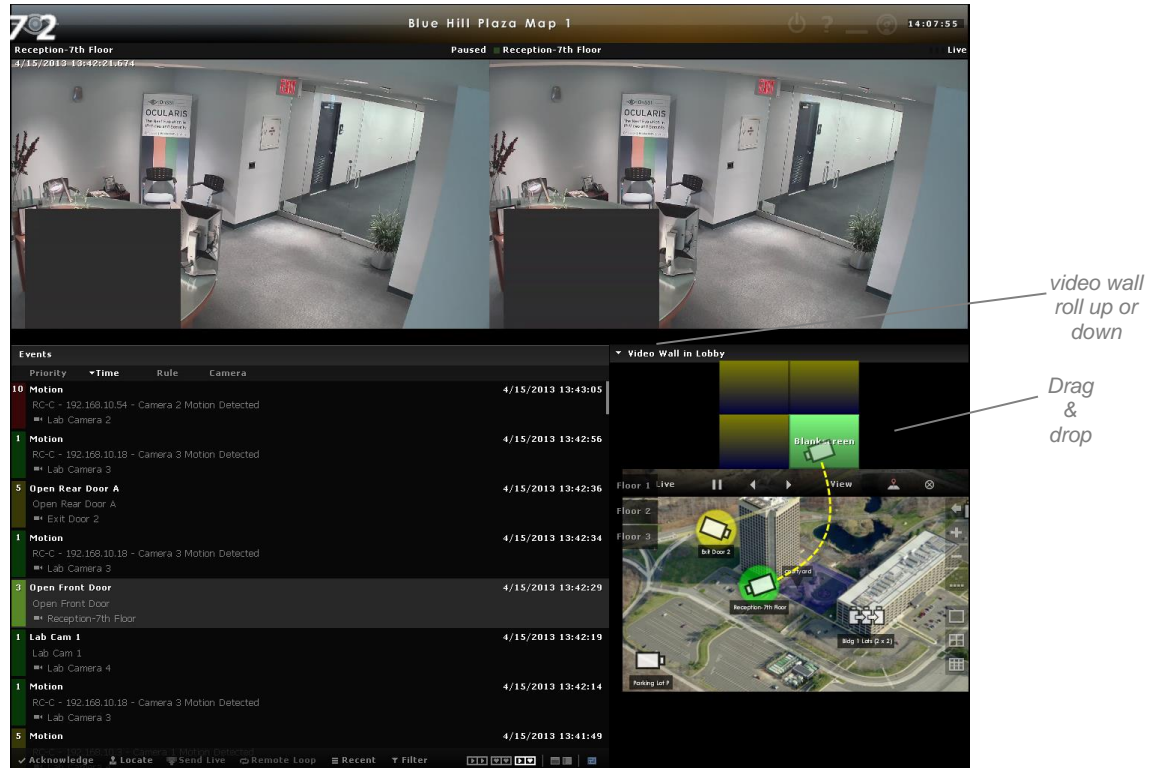 Blue Hill Plaza Map 1
14:07:55
Reception-7th Floor
Paused
Reception-7th Floor
Live
4/15/2013 13:42:21.674
OCULARIS
OCULARIS
video wall
roll up or
down
Drag
&
drop
Events
Priority Time Rule Camera
10 Motion 4/15/2013 13:43:05
RC-C - 192.168.10.54 - Camera 2 Motion Detected
Lab Camera 2
1 Motion 4/15/2013 13:42:56
RC-C - 192.168.10.18 - Camera 3 Motion Detected
Lab Camera 3
5 Open Rear Door A 4/15/2013 13:42:36
Open Rear Door A
Exit Door 2
1 Motion 4/15/2013 13:42:34
RC-C - 192.168.10.18 - Camera 3 Motion Detected
Lab Camera 3
3 Open Front Door 4/15/2013 13:42:29
Open Front Door
Reception-7th Floor
1 Lab Cam 1 4/15/2013 13:42:19
Lab Cam 1
Lab Camera 4
1 Motion 4/15/2013 13:42:14
RC-C - 192.168.10.18 - Camera 3 Motion Detected
Lab Camera 3
5 Motion 4/15/2013 13:41:49
Acknowledge Locate Send Live Remote Loop Recent Filter
Video Wall in Lobby
Floor 1 Live View
Floor 2
Floor 3
Exit Door 2
Reception-7th Floor
Bldg 1 Lots (2 x 2)
Parking Lot P